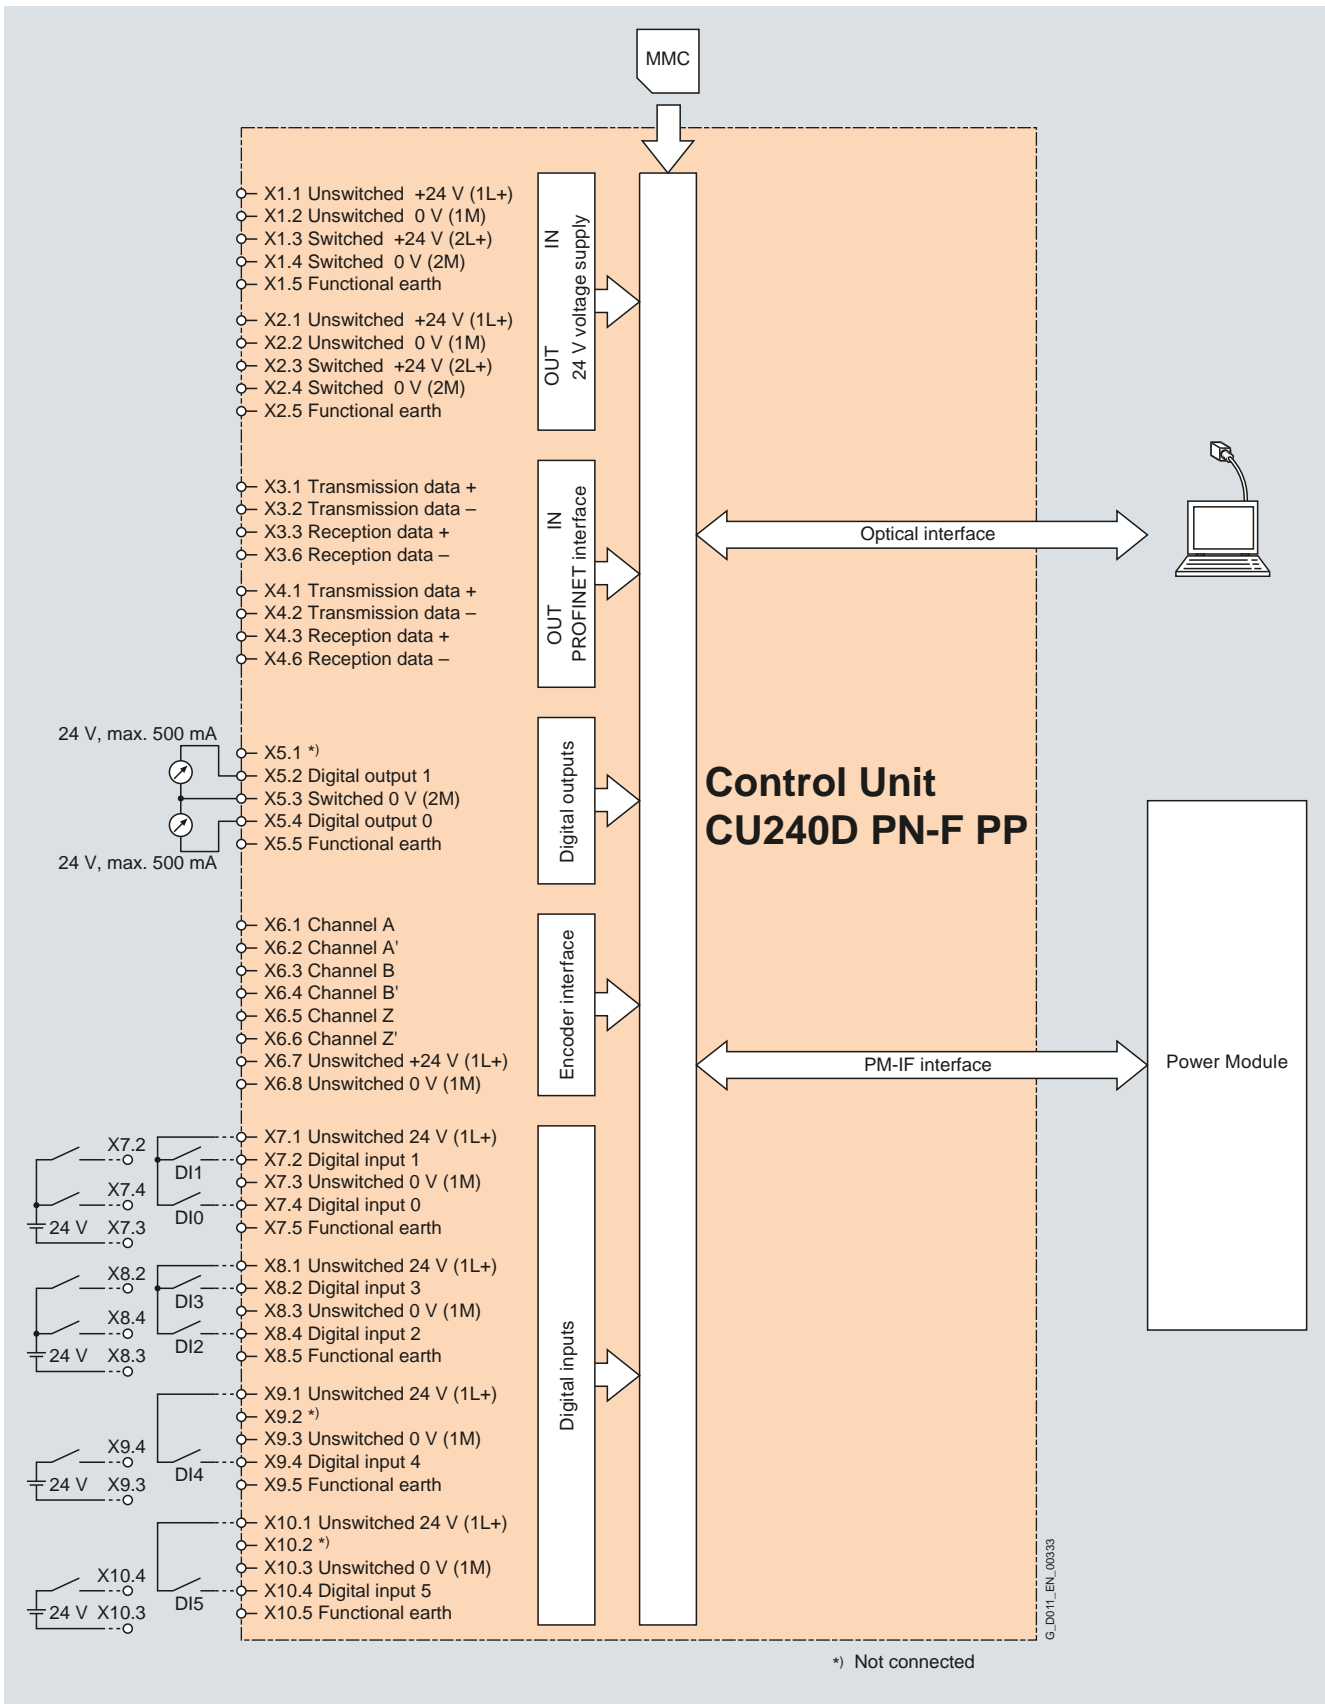 MMC
X1.1 Unswitched +24 V (1L+)
X1.2 Unswitched 0 V (1M)
X1.3 Switched +24 V (2L+)
X1.4 Switched 0 V (2M)
X1.5 Functional earth
X2.1 Unswitched +24 V (1L+)
X2.2 Unswitched 0 V (1M)
X2.3 Switched +24 V (2L+)
X2.4 Switched 0 V (2M)
X2.5 Functional earth
OUT IN
24 V voltage supply
X3.1 Transmission data +
X3.2 Transmission data –
X3.3 Reception data +
X3.6 Reception data –
X4.1 Transmission data +
X4.2 Transmission data –
X4.3 Reception data +
X4.6 Reception data –
OUT IN
PROFINET interface
Optical interface
24 V, max. 500 mA
24 V, max. 500 mA
X5.1 *)
X5.2 Digital output 1
X5.3 Switched 0 V (2M)
X5.4 Digital output 0
X5.5 Functional earth
Digital outputs
Control Unit
CU240D PN-F PP
X6.1 Channel A
X6.2 Channel A'
X6.3 Channel B
X6.4 Channel B'
X6.5 Channel Z
X6.6 Channel Z'
X6.7 Unswitched +24 V (1L+)
X6.8 Unswitched 0 V (1M)
Encoder interface
PM-IF interface
Power Module
X7.2
X7.4
24 V X7.3
DI1
DI0
X7.1 Unswitched 24 V (1L+)
X7.2 Digital input 1
X7.3 Unswitched 0 V (1M)
X7.4 Digital input 0
X7.5 Functional earth
X8.2
X8.4
24 V X8.3
DI3
DI2
X8.1 Unswitched 24 V (1L+)
X8.2 Digital input 3
X8.3 Unswitched 0 V (1M)
X8.4 Digital input 2
X8.5 Functional earth
Digital inputs
X9.4
24 V X9.3
DI4
X9.1 Unswitched 24 V (1L+)
X9.2 *)
X9.3 Unswitched 0 V (1M)
X9.4 Digital input 4
X9.5 Functional earth
X10.4
24 V X10.3
DI5
X10.1 Unswitched 24 V (1L+)
X10.2 *)
X10.3 Unswitched 0 V (1M)
X10.4 Digital input 5
X10.5 Functional earth
G_D011_EN_00333
*) Not connected